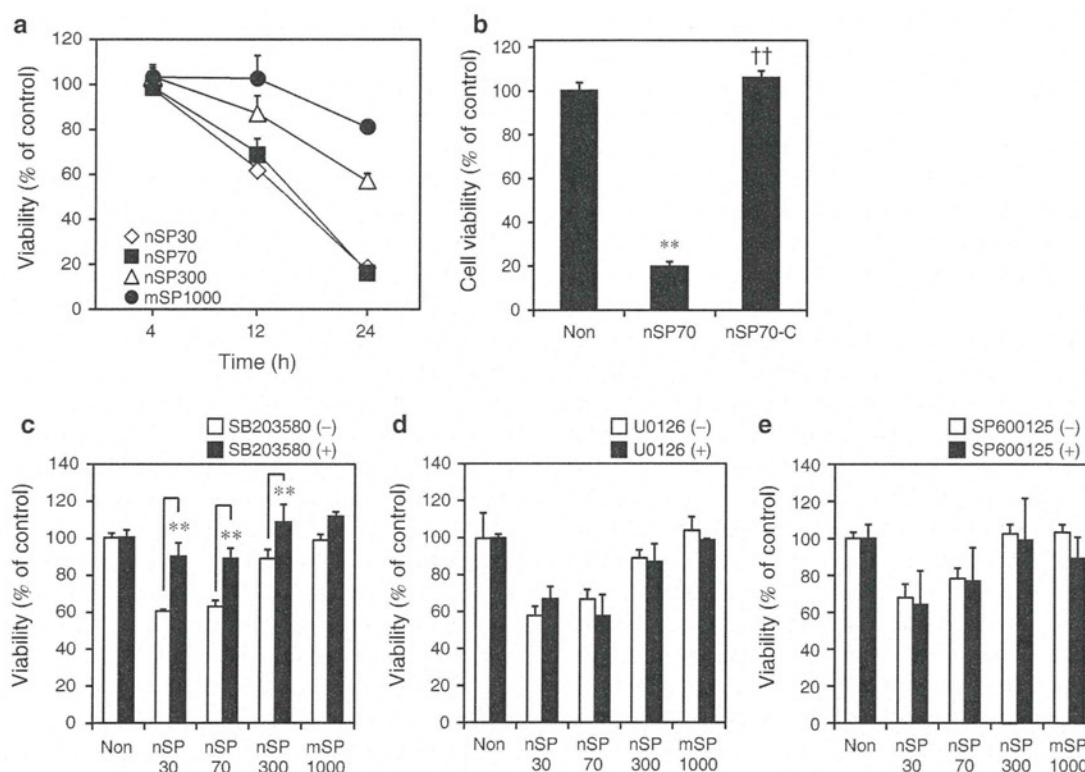 a
120
100
80
60
40
20
0
Viability (% of control)
nSP30
nSP70
nSP300
mSP1000
4 12 24
Time (h)
b
120
100
80
60
40
20
0
Cell viability (% of control)
**
††
Non nSP70 nSP70-C
c
SB203580 (−)
SB203580 (+)
140
120
100
80
60
40
20
0
Viability (% of control)
** ** **
Non nSP nSP nSP mSP
30 70 300 1000
d
U0126 (−)
U0126 (+)
140
120
100
80
60
40
20
0
Viability (% of control)
Non nSP nSP nSP mSP
30 70 300 1000
e
SP600125 (−)
SP600125 (+)
140
120
100
80
60
40
20
0
Viability (% of control)
Non nSP nSP nSP mSP
30 70 300 1000